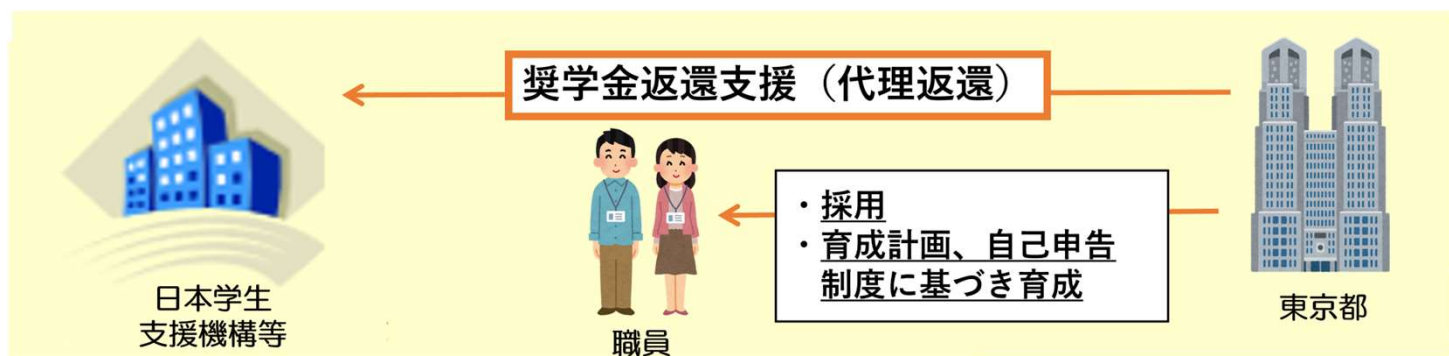 奨学金返還支援（代理返還）
・採用
・育成計画、自己申告
制度に基づき育成
日本学生
支援機構等
職員
東京都